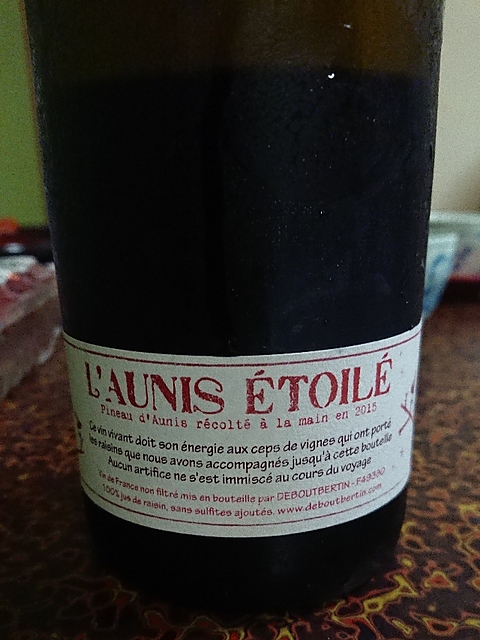 L'AUNIS ÉTOILÉ
Pineau d'Aunis récolté à la main en 2015
Ce vin vivant doit son énergie aux ceps de vignes qui ont porté
les raisins que nous avons accompagnés jusqu'à cette bouteille
Aucun artifice ne s'est immiscé au cours du voyage
Vin de France non filtré mis en bouteille par DEBOUTBERTIN - F49380
100% jus de raisin, sans sulfites ajoutés. www.deboutbertin.com